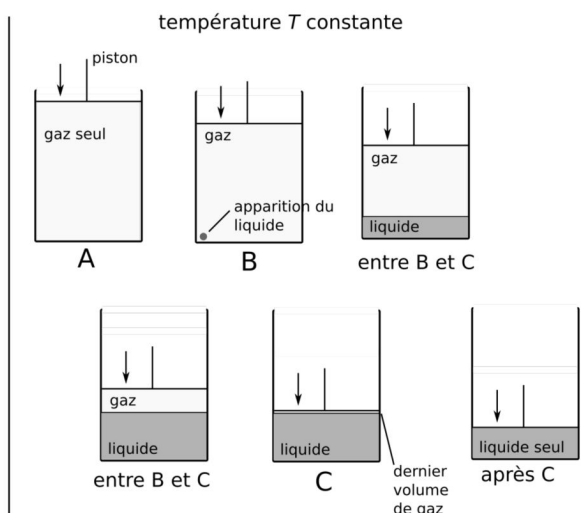 température T constante
piston
gaz seul
A
gaz
apparition du
liquide
B
gaz
liquide
entre B et C
gaz
liquide
entre B et C
liquide
C
dernier
volume
de gaz
liquide seul
après C